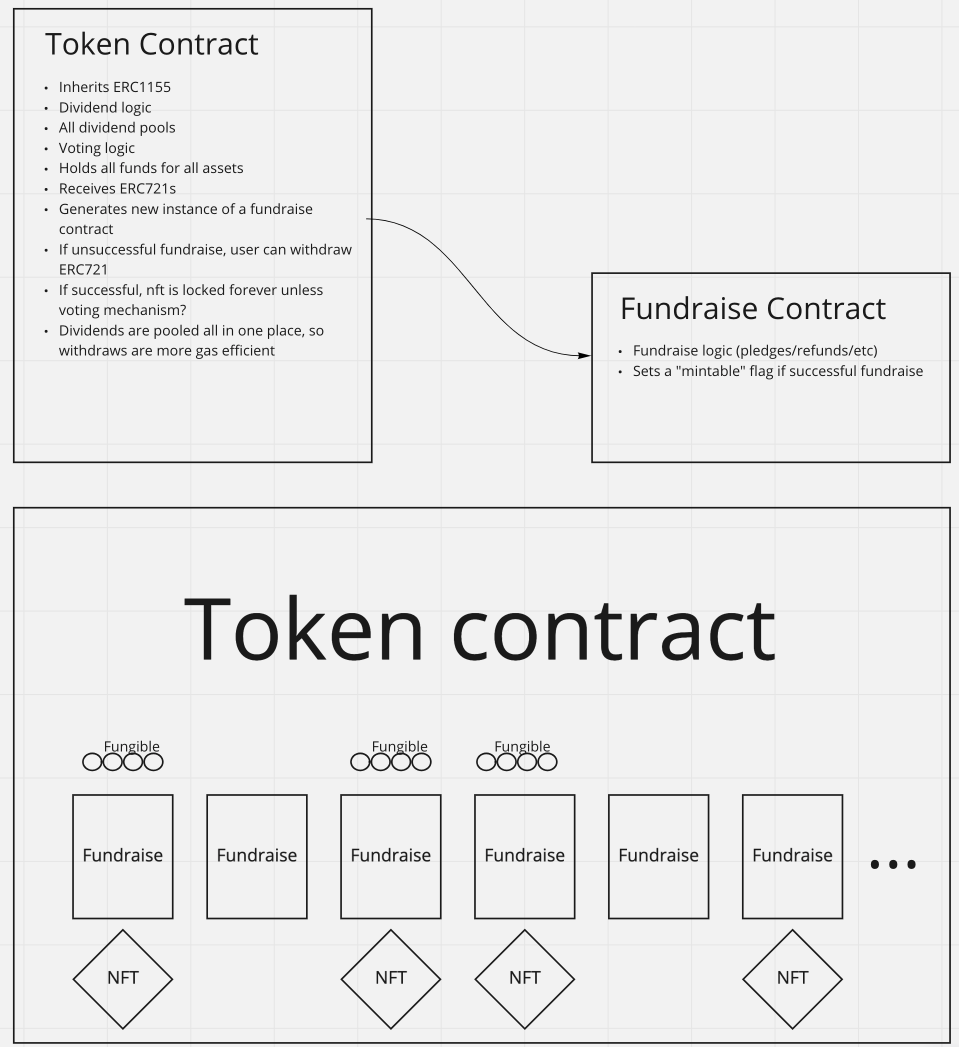 Token Contract
• Inherits ERC1155
• Dividend logic
• All dividend pools
• Voting logic
• Holds all funds for all assets
• Receives ERC721s
• Generates new instance of a fundraise
contract
• If unsuccessful fundraise, user can withdraw
ERC721
• If successful, nft is locked forever unless
voting mechanism?
• Dividends are pooled all in one place, so
withdraws are more gas efficient
Fundraise Contract
• Fundraise logic (pledges/refunds/etc)
• Sets a "mintable" flag if successful fundraise
Token contract
Fungible Fungible Fungible
Fundraise Fundraise Fundraise Fundraise Fundraise Fundraise ...
NFT NFT NFT NFT